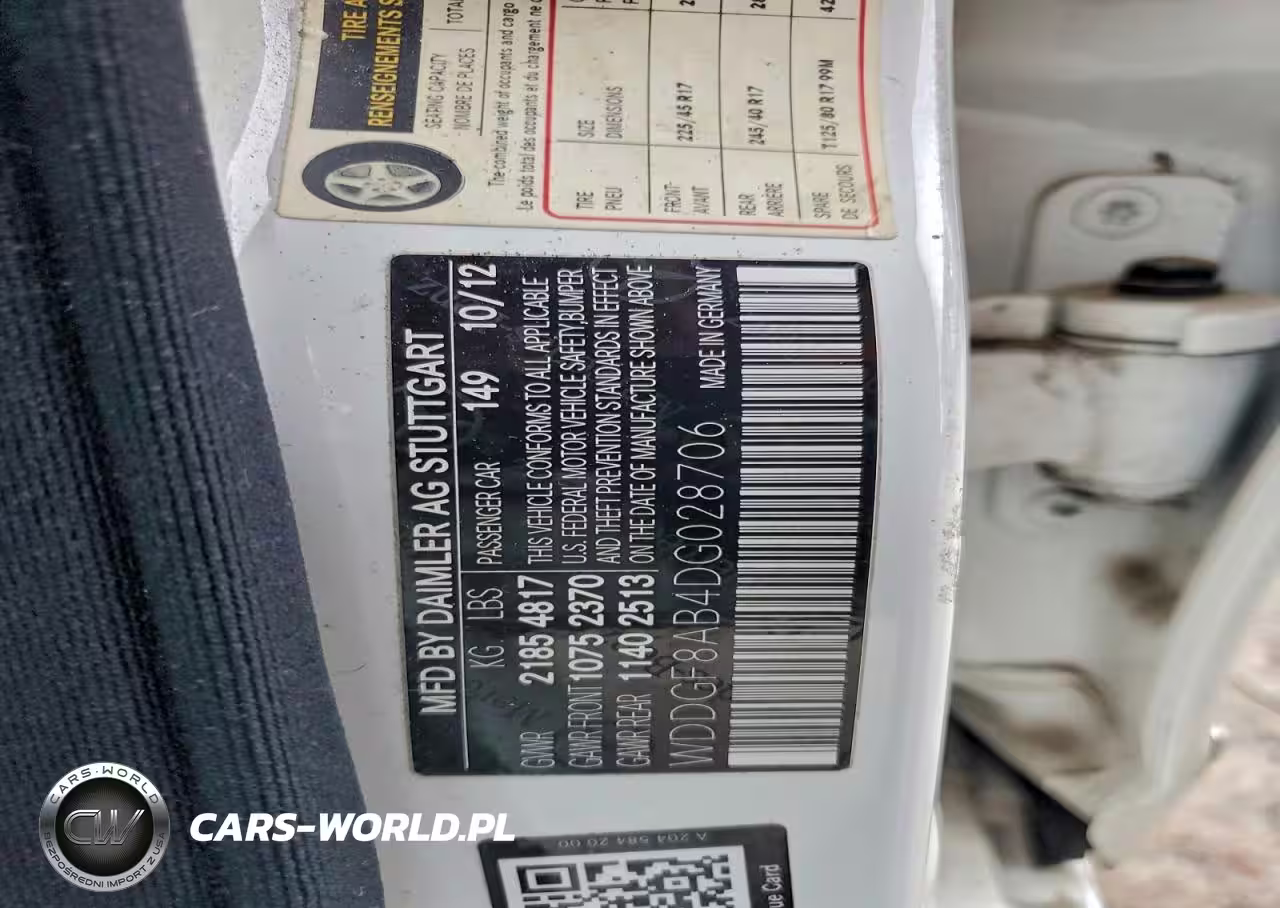 TIRE A
RENSEIGNEMENTS S
SEATING CAPACITY
NOMBRE DE PLACES
TOTAL
The combined weight of occupants and cargo
Le poids total des occupants et du chargement ne d
TIRE
PNEU
SIZE
DIMENSIONS
FRONT-
AVANT
225/45 R17
REAR
ARRIÈRE
245/40 R17
SPARE
DE SECOURS
T125/80 R17 99M
42
MFD BY DAIMLER AG STUTTGART
KG. LBS PASSENGER CAR 149 10/12
GVWR 2185 4817 THIS VEHICLE CONFORMS TO ALL APPLICABLE
GAWR FRONT 1075 2370 U.S. FEDERAL MOTOR VEHICLE SAFETY, BUMPER
GAWR REAR 1140 2513 AND THEFT PREVENTION STANDARDS IN EFFECT
ON THE DATE OF MANUFACTURE SHOWN ABOVE
WDDGF8AB4DG028706 MADE IN GERMANY
A 204 584 20 00
ue Card
CARS-WORLD
CW
BEZPOŚREDNI IMPORT Z USA
CARS-WORLD.PL